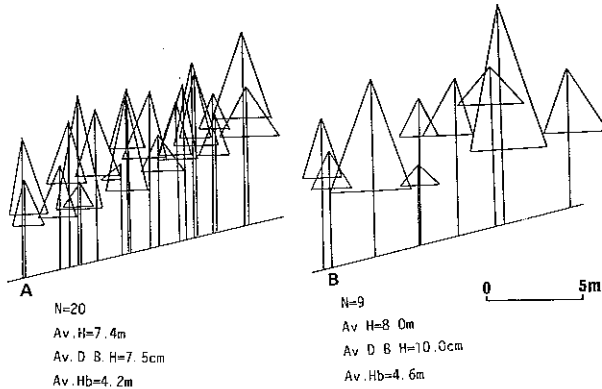 A
N=20
Av.H=7.4m
Av.D B.H=7.5cm
Av.Hb=4.2m
B
N=9
Av H=8 0m
Av D B H=10.0cm
Av.Hb=4.6m
0 5m